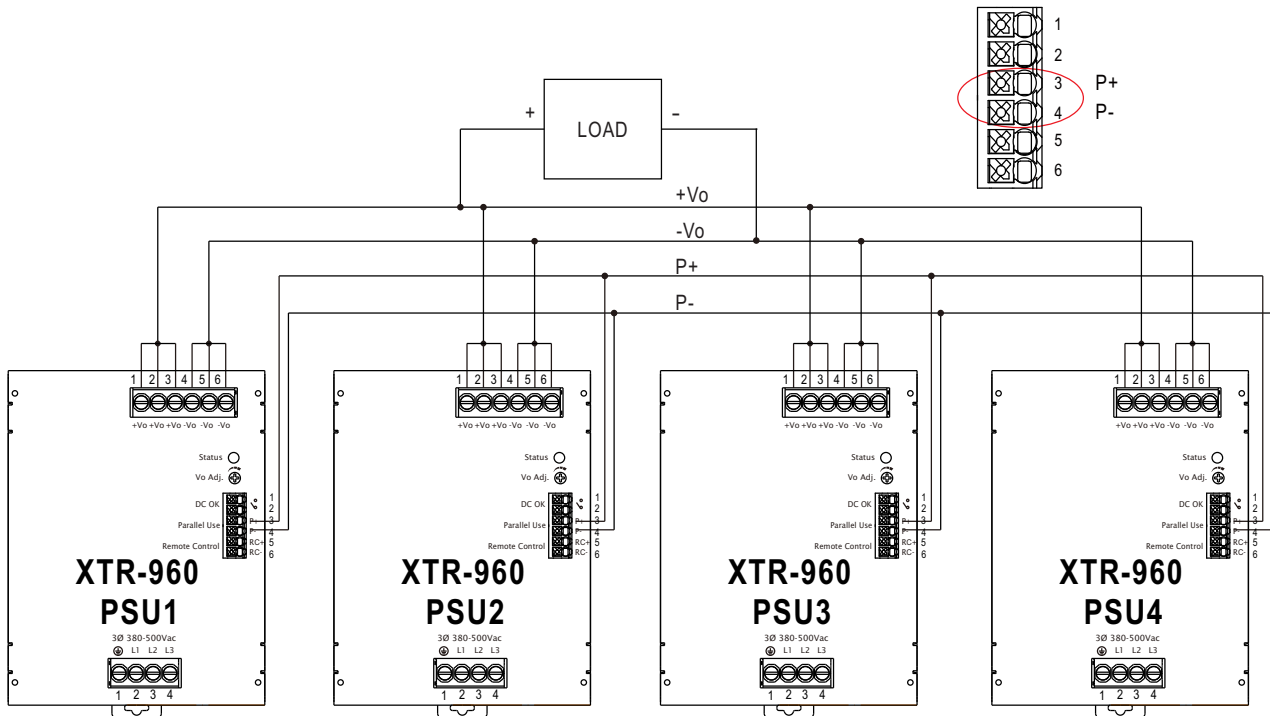 1
2
3 P+
4 P-
5
6
+ LOAD -
+Vo
-Vo
P+
P-
1 2 3 4 5 6
+Vo +Vo +Vo -Vo -Vo -Vo
Status
Vo Adj.
DC OK
1
2
Parallel Use
P+ 3
P- 4
Remote Control
RC+ 5
RC- 6
XTR-960
PSU1
3Ø 380-500Vac
L1 L2 L3
1 2 3 4
1 2 3 4 5 6
+Vo +Vo +Vo -Vo -Vo -Vo
Status
Vo Adj.
DC OK
1
2
Parallel Use
P+ 3
P- 4
Remote Control
RC+ 5
RC- 6
XTR-960
PSU2
3Ø 380-500Vac
L1 L2 L3
1 2 3 4
1 2 3 4 5 6
+Vo +Vo +Vo -Vo -Vo -Vo
Status
Vo Adj.
DC OK
1
2
Parallel Use
P+ 3
P- 4
Remote Control
RC+ 5
RC- 6
XTR-960
PSU3
3Ø 380-500Vac
L1 L2 L3
1 2 3 4
1 2 3 4 5 6
+Vo +Vo +Vo -Vo -Vo -Vo
Status
Vo Adj.
DC OK
1
2
Parallel Use
P+ 3
P- 4
Remote Control
RC+ 5
RC- 6
XTR-960
PSU4
3Ø 380-500Vac
L1 L2 L3
1 2 3 4